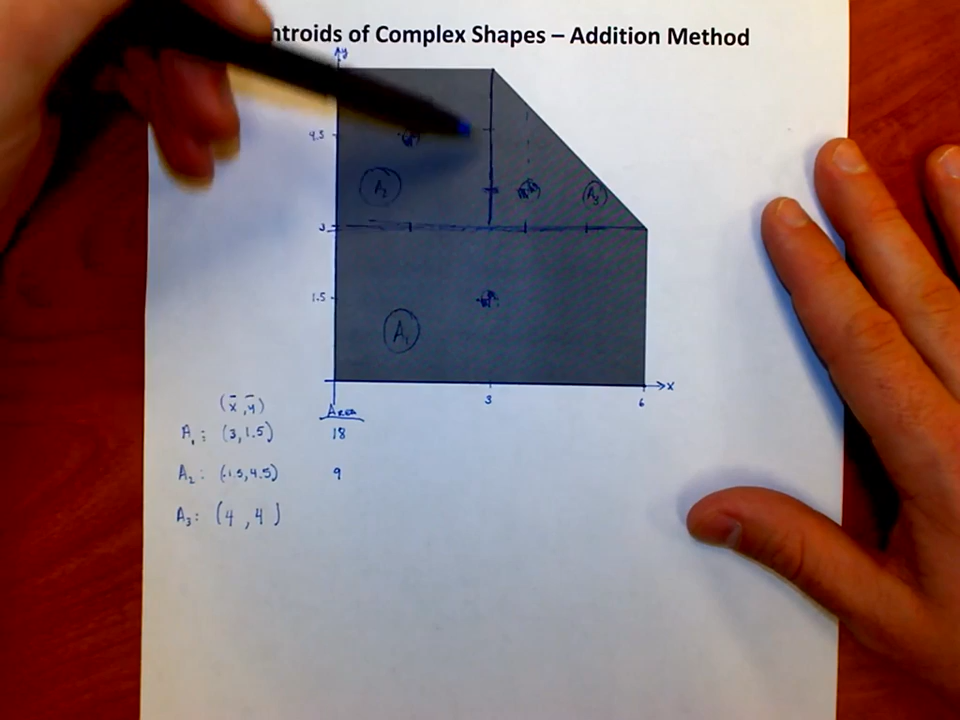 ntroids of Complex Shapes – Addition Method
y
4.5
A₂
A₃
3
1.5
A₁
x
3
6
(x̄,ȳ)
Area
A₁: (3,1.5)
18
A₂: (1.5,4.5)
9
A₃: (4,4)